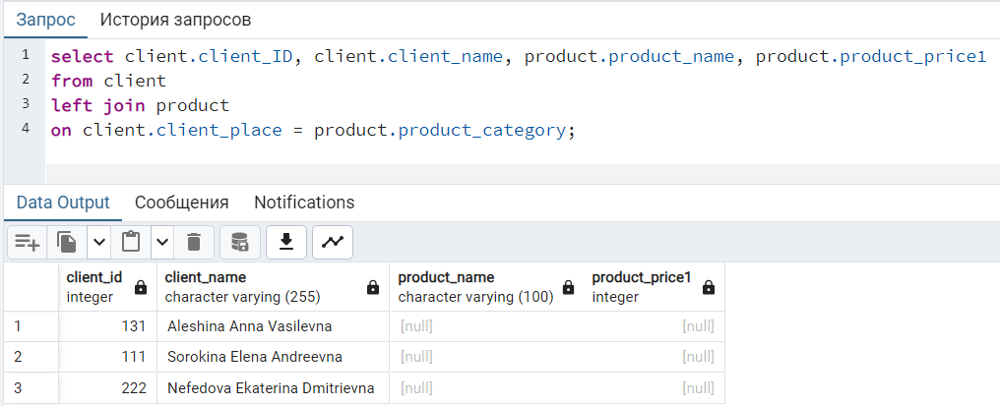 Запрос История запросов
1 select client.client_ID, client.client_name, product.product_name, product.product_price1
2 from client
3 left join product
4 on client.client_place = product.product_category;
Data Output Сообщения Notifications
client_id client_name product_name product_price1
integer character varying (255) character varying (100) integer
1 131 Aleshina Anna Vasilevna [null] [null]
2 111 Sorokina Elena Andreevna [null] [null]
3 222 Nefedova Ekaterina Dmitrievna [null] [null]